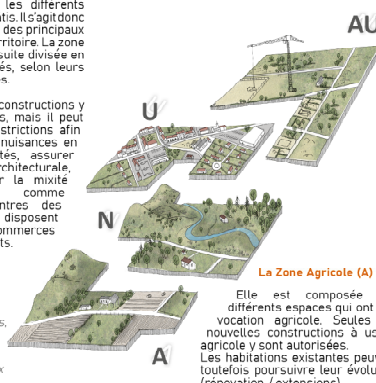 les différents
tis. Il s'agit donc
des principaux
rritoire. La zone
suite divisée en
és, selon leurs
es.
constructions y
s, mais il peut
strictions afin
nuisances en
tés, assurer
rchitecturale,
r la mixité
comme
ntres des
disposent
ommerces
ts.
AU
U
N
A
La Zone Agricole (A)
Elle est composée
différents espaces qui ont
vocation agricole. Seules
nouvelles constructions à us
agricole y sont autorisées.
Les habitations existantes peuv
toutefois poursuivre leur évolu
(rénovation / extensions)
s,
x